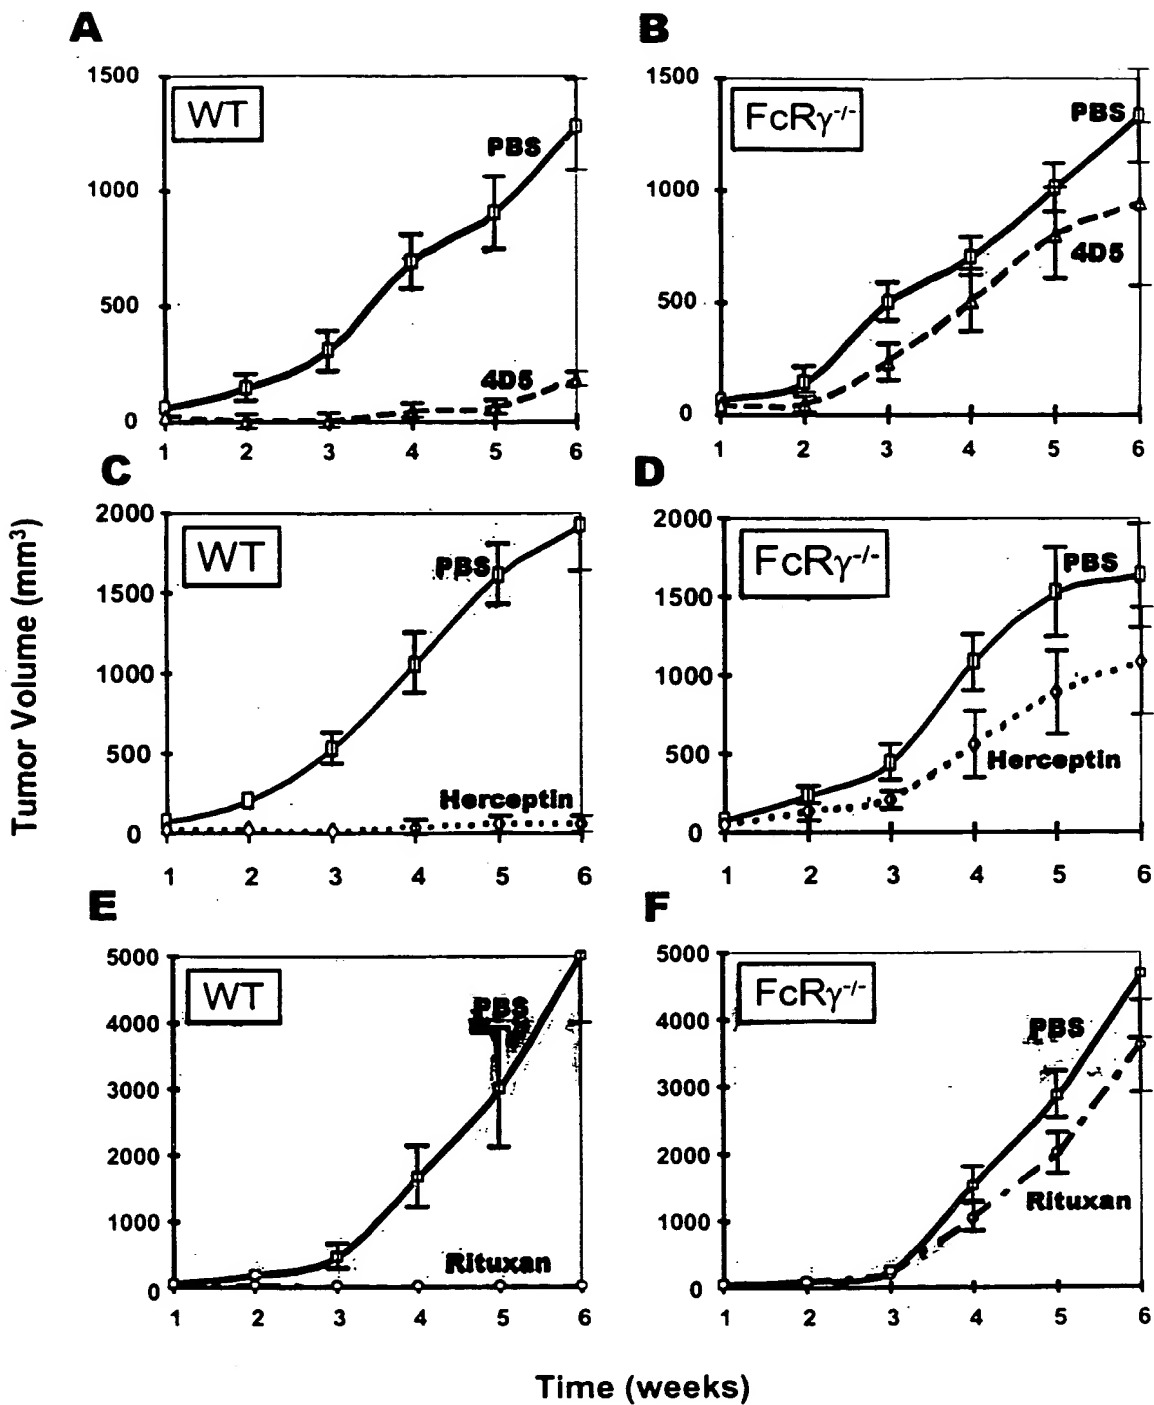 A
B
1500
WT
PBS
1000
500
4D5
0
1 2 3 4 5 6
1500
FcRγ-/-
PBS
1000
4D5
500
0
1 2 3 4 5 6
C
D
Tumor Volume (mm³)
2000
WT
PBS
1500
1000
500
Herceptin
0
1 2 3 4 5 6
2000
FcRγ-/-
PBS
1500
1000
Herceptin
500
0
1 2 3 4 5 6
E
F
5000
WT
PBS
4000
3000
2000
1000
Rituxan
0
1 2 3 4 5 6
5000
FcRγ-/-
PBS
4000
3000
2000
Rituxan
1000
0
1 2 3 4 5 6
Time (weeks)